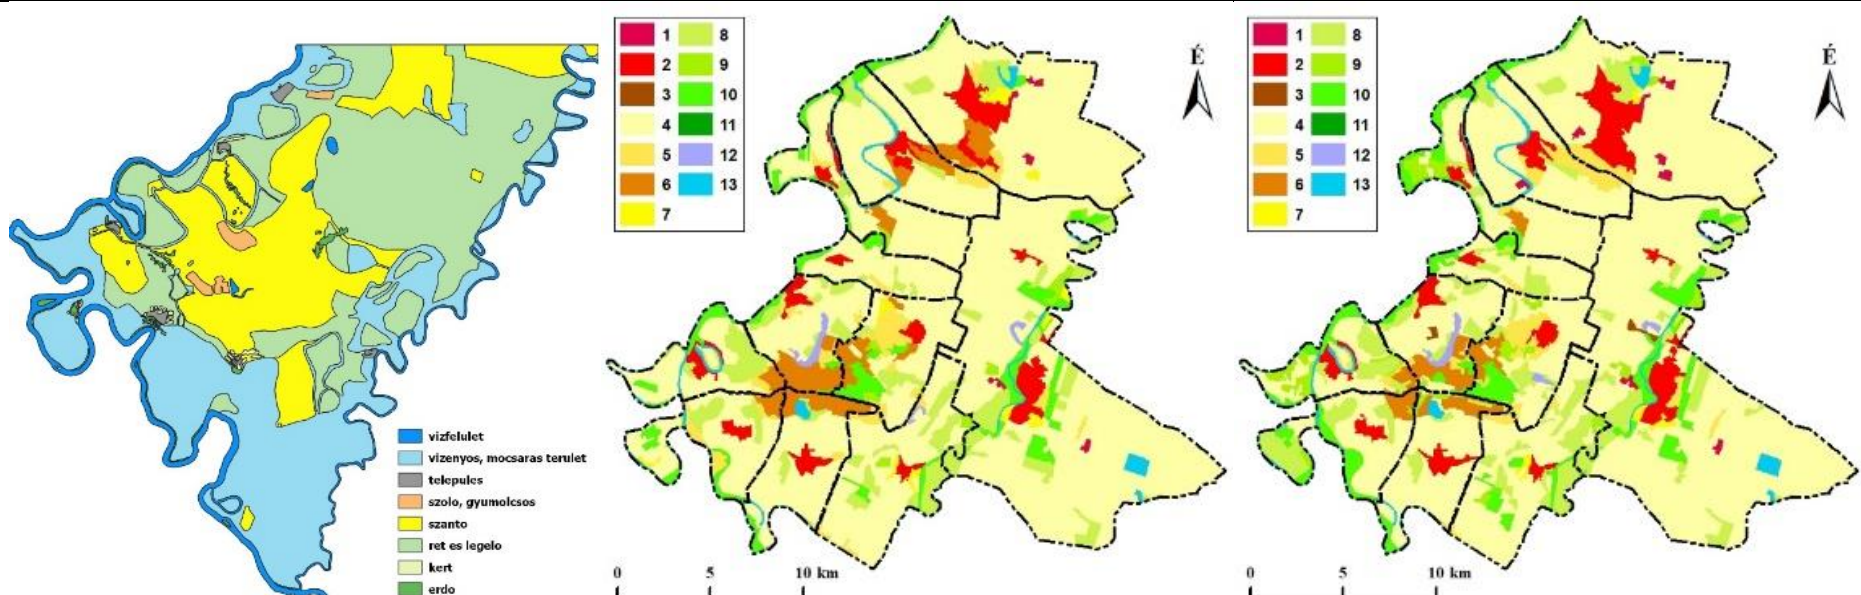 vizfelulet
vizenyos, mocsaras terulet
telepules
szolo, gyumolcsos
szanto
ret es legelo
kert
erdo
1 8
2 9
3 10
4 11
5 12
6 13
7
É
0 5 10 km
1 8
2 9
3 10
4 11
5 12
6 13
7
É
0 5 10 km